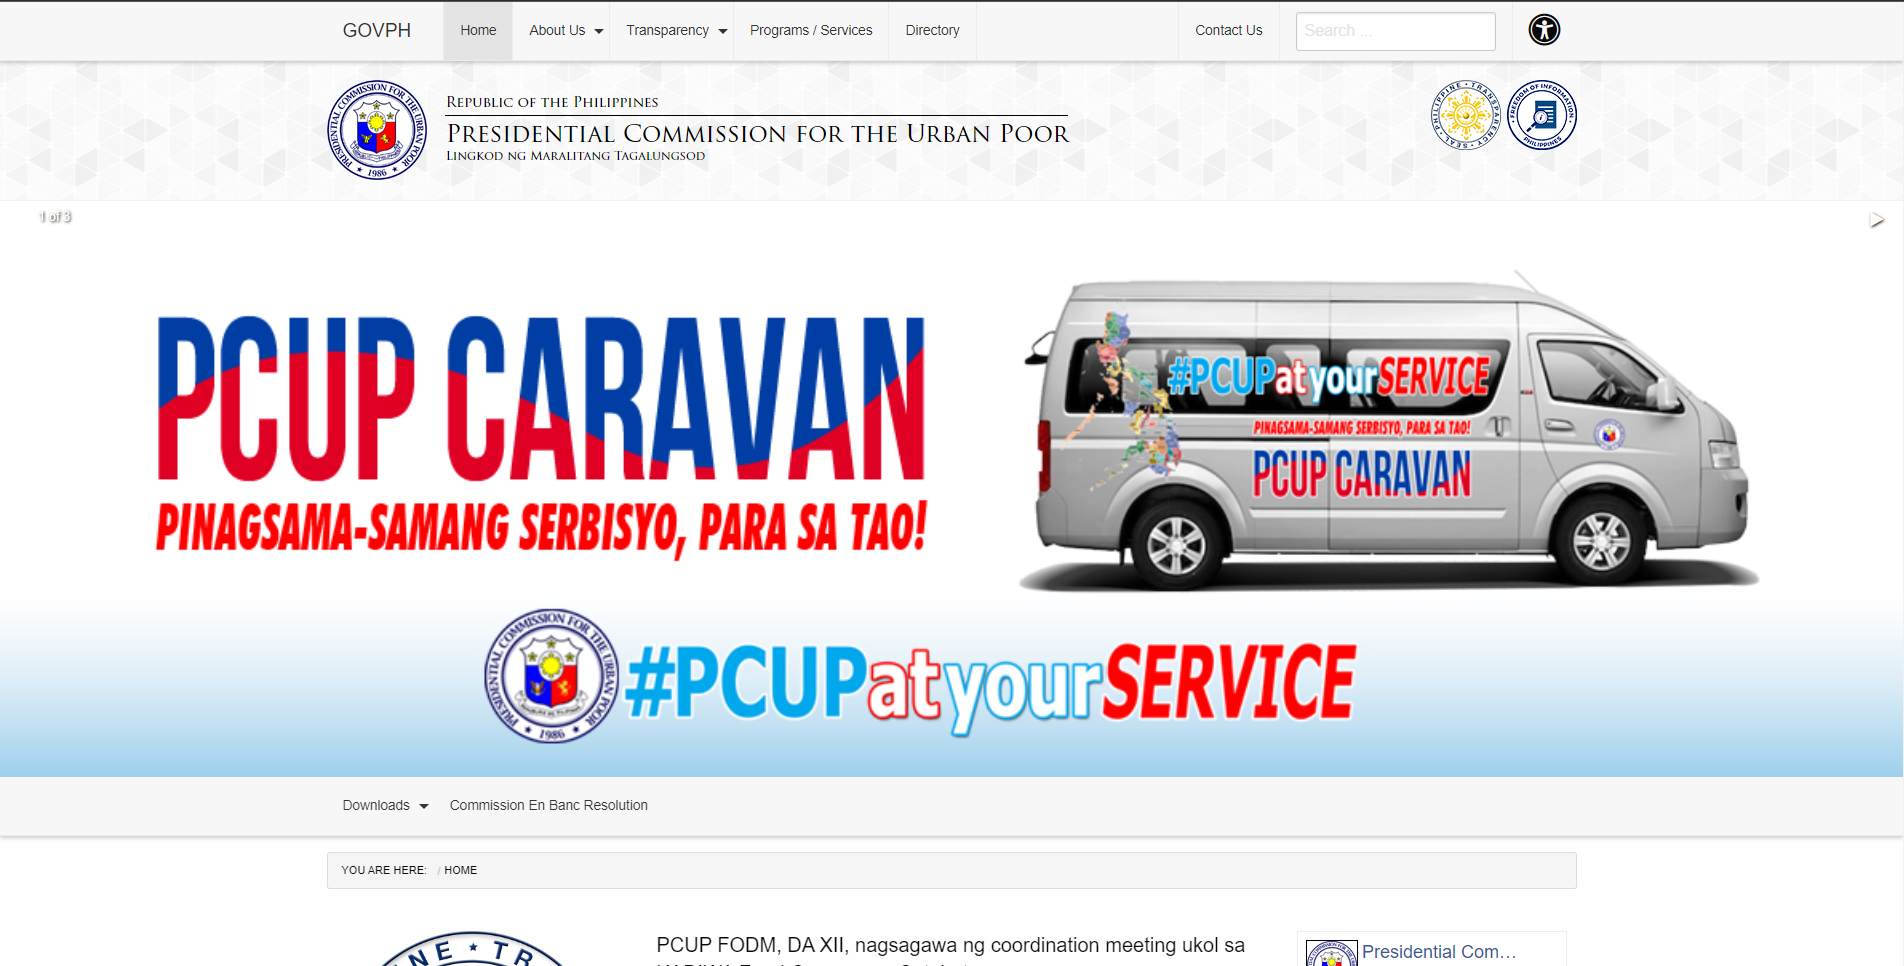 GOVPH
Home
About Us
Transparency
Programs / Services
Directory
Contact Us
Search ...
PRESIDENTIAL COMMISSION FOR THE URBAN POOR
1986
REPUBLIC OF THE PHILIPPINES
PRESIDENTIAL COMMISSION FOR THE URBAN POOR
LINGKOD NG MARALITANG TAGALUNGSOD
PHILIPPINE TRANSPARENCY SEAL
FREEDOM OF INFORMATION
PHILIPPINES
1 of 3
PCUP CARAVAN
PINAGSAMA-SAMANG SERBISYO, PARA SA TAO!
#PCUPatyourSERVICE
PINAGSAMA-SAMANG SERBISYO, PARA SA TAO!
PCUP CARAVAN
PRESIDENTIAL COMMISSION FOR THE URBAN POOR
1986
#PCUPatyourSERVICE
Downloads
Commission En Banc Resolution
YOU ARE HERE: / HOME
PCUP FODM, DA XII, nagsagawa ng coordination meeting ukol sa
Presidential Com...